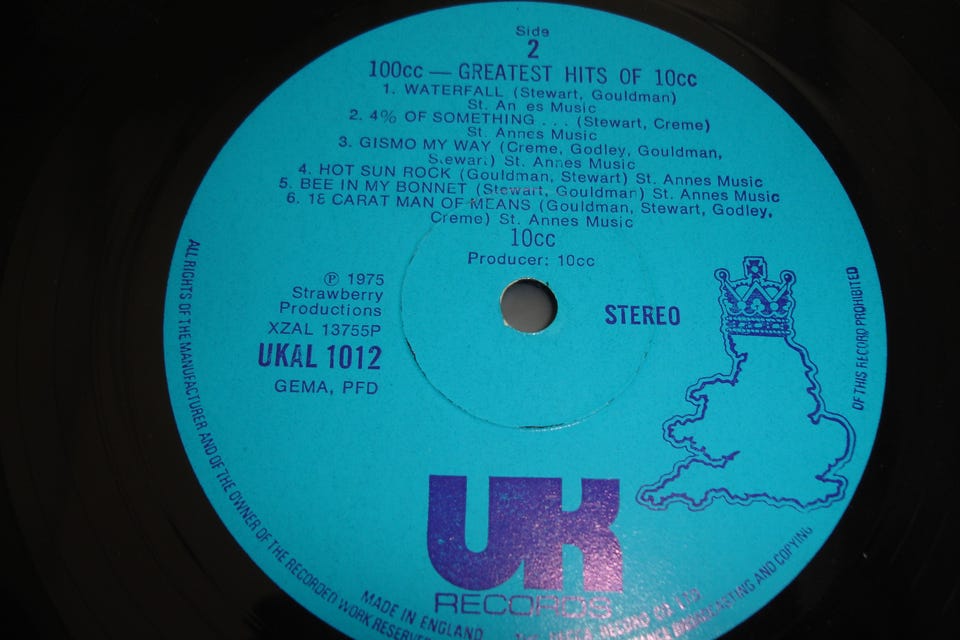 Side
2
100cc — GREATEST HITS OF 10cc
1. WATERFALL (Stewart, Gouldman)
St. An es Music
2. 4% OF SOMETHING . . . (Stewart, Creme)
St. Annes Music
3. GISMO MY WAY (Creme, Godley, Gouldman,
Stewart) St. Annes Music
4. HOT SUN ROCK (Gouldman, Stewart) St. Annes Music
5. BEE IN MY BONNET (Stewart, Gouldman) St. Annes Music
6. 18 CARAT MAN OF MEANS (Gouldman, Stewart, Godley,
Creme) St. Annes Music
10cc
Producer: 10cc
℗ 1975
Strawberry
Productions
XZAL 13755P
UKAL 1012
GEMA, PFD
STEREO
UK
RECORDS
MADE IN ENGLAND
ALL RIGHTS OF THE MANUFACTURER AND OF THE OWNER OF THE RECORDED WORK RESERVED
BROADCASTING AND COPYING
OF THIS RECORD PROHIBITED